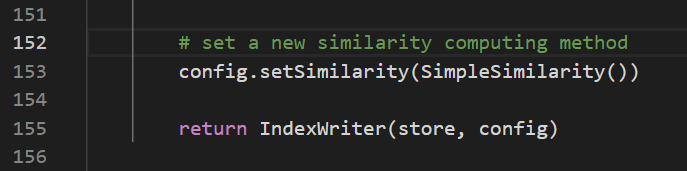 151
152 # set a new similarity computing method
153 config.setSimilarity(SimpleSimilarity())
154
155 return IndexWriter(store, config)
156